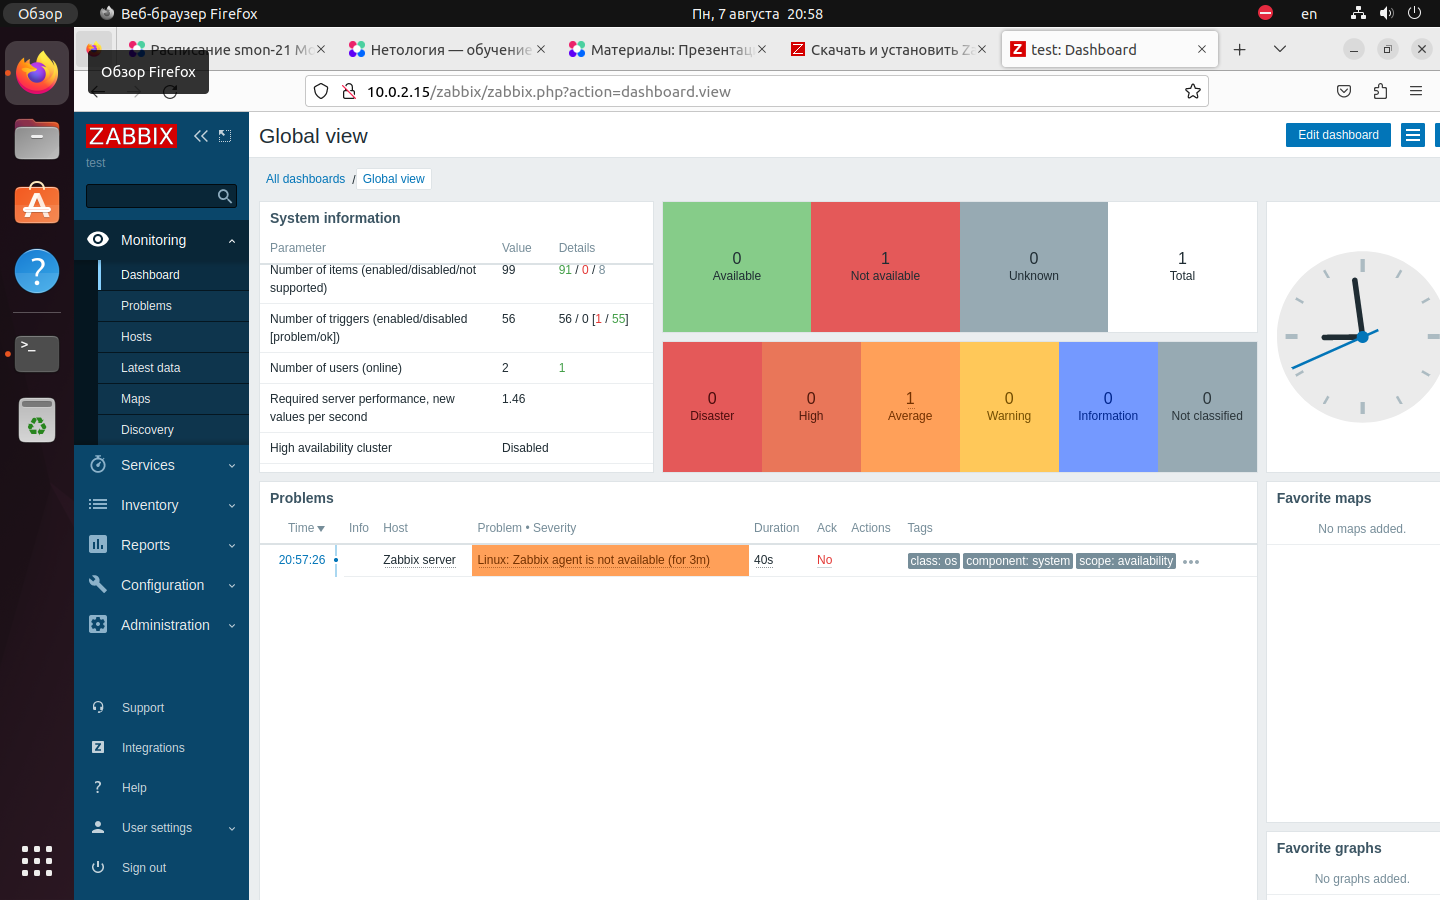 Обзор
Веб-браузер Firefox
Пн, 7 августа 20:58
en
Расписание smon-21 Мо
Нетология — обучение
Материалы: Презентац
Скачать и установить Za
test: Dashboard
Обзор Firefox
10.0.2.15/zabbix/zabbix.php?action=dashboard.view
ZABBIX
test
Monitoring
Dashboard
Problems
Hosts
Latest data
Maps
Discovery
Services
Inventory
Reports
Configuration
Administration
Support
Integrations
Help
User settings
Sign out
Global view
Edit dashboard
All dashboards / Global view
System information
Parameter Value Details
Number of items (enabled/disabled/not supported) 99 91 / 0 / 8
Number of triggers (enabled/disabled [problem/ok]) 56 56 / 0 [1 / 55]
Number of users (online) 2 1
Required server performance, new values per second 1.46
High availability cluster Disabled
0 Available
1 Not available
0 Unknown
1 Total
0 Disaster
0 High
1 Average
0 Warning
0 Information
0 Not classified
Problems
Time Info Host Problem • Severity Duration Ack Actions Tags
20:57:26 Zabbix server Linux: Zabbix agent is not available (for 3m) 40s No class: os component: system scope: availability
Favorite maps
No maps added.
Favorite graphs
No graphs added.